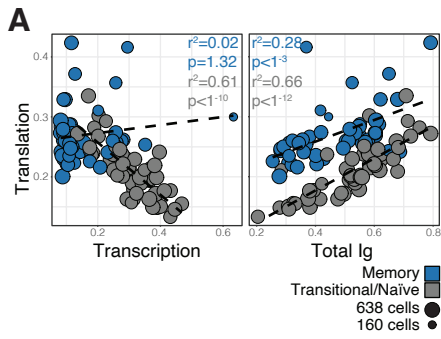 A
r²=0.02
p=1.32
r²=0.61
p<1⁻¹⁰
r²=0.28
p<1⁻³
r²=0.66
p<1⁻¹²
Translation
0.4
0.3
0.2
0.2
0.4
0.6
0.2
0.4
0.6
0.8
Transcription
Total Ig
Memory
Transitional/Naïve
638 cells
160 cells